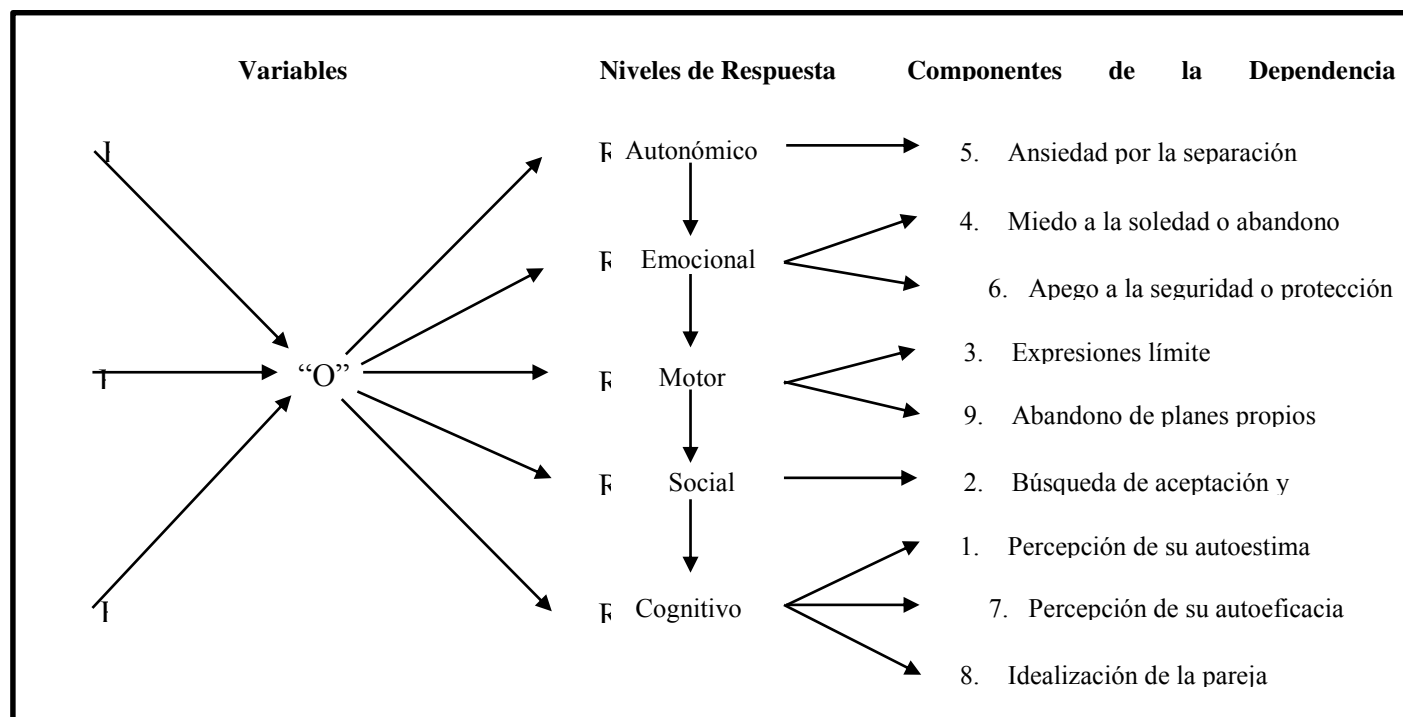 Variables Niveles de Respuesta Componentes de la Dependencia
Autonómico 5. Ansiedad por la separación
4. Miedo a la soledad o abandono
Emocional
6. Apego a la seguridad o protección
3. Expresiones límite
“O” Motor
9. Abandono de planes propios
Social 2. Búsqueda de aceptación y
1. Percepción de su autoestima
Cognitivo 7. Percepción de su autoeficacia
8. Idealización de la pareja